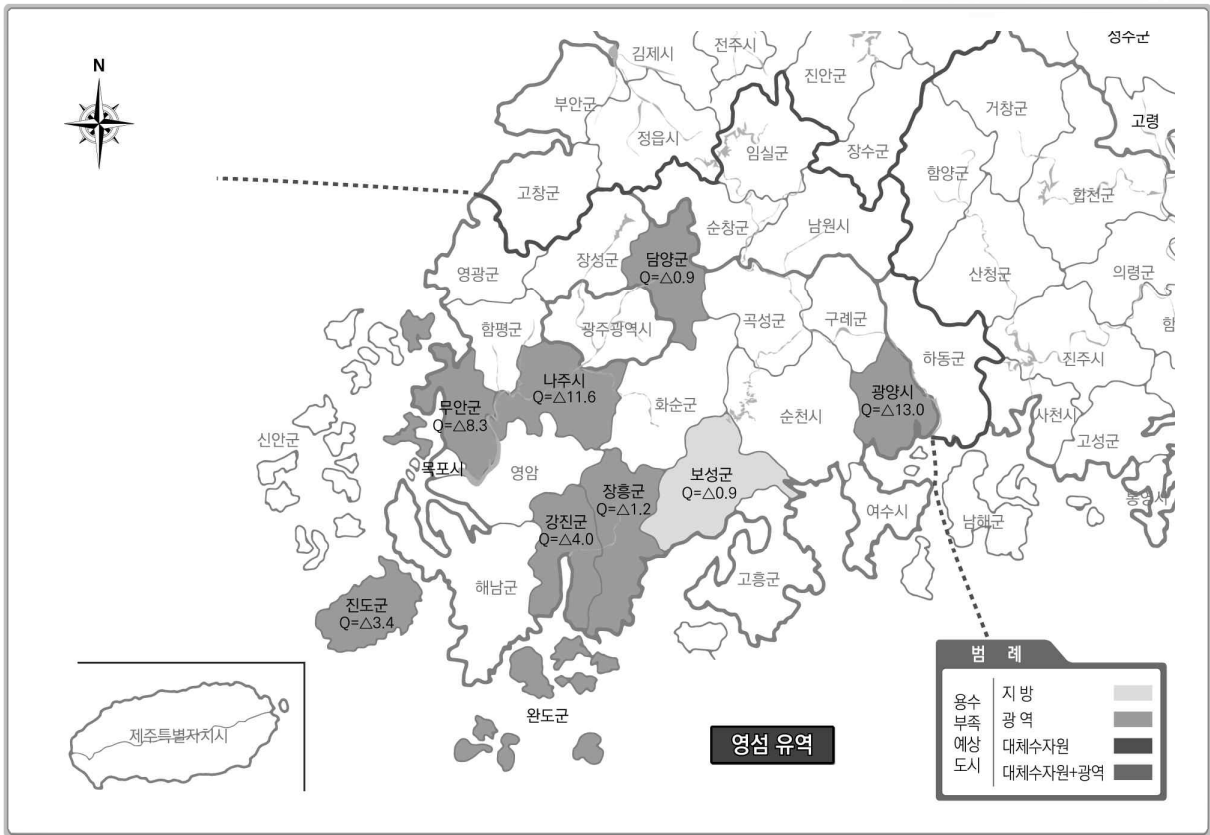 N
김제시
전주시
진안군
부안군
정읍시
임실군
장수군
거창군
고령
고창군
함양군
합천군
순창군
남원시
담양군
Q=△0.9
장성군
영광군
산청군
의령군
함평군
광주광역시
곡성군
구례군
함
하동군
진주시
나주시
Q=△11.6
무안군
Q=△8.3
화순군
순천시
광양시
Q=△13.0
사천시
고성군
신안군
목포시
영암
장흥군
Q=△1.2
보성군
Q=△0.9
여수시
남해군
통영시
강진군
Q=△4.0
해남군
고흥군
진도군
Q=△3.4
완도군
제주특별자치시
영섬 유역
범 례
용수
부족
예상
도시
지 방
광 역
대체수자원
대체수자원+광역